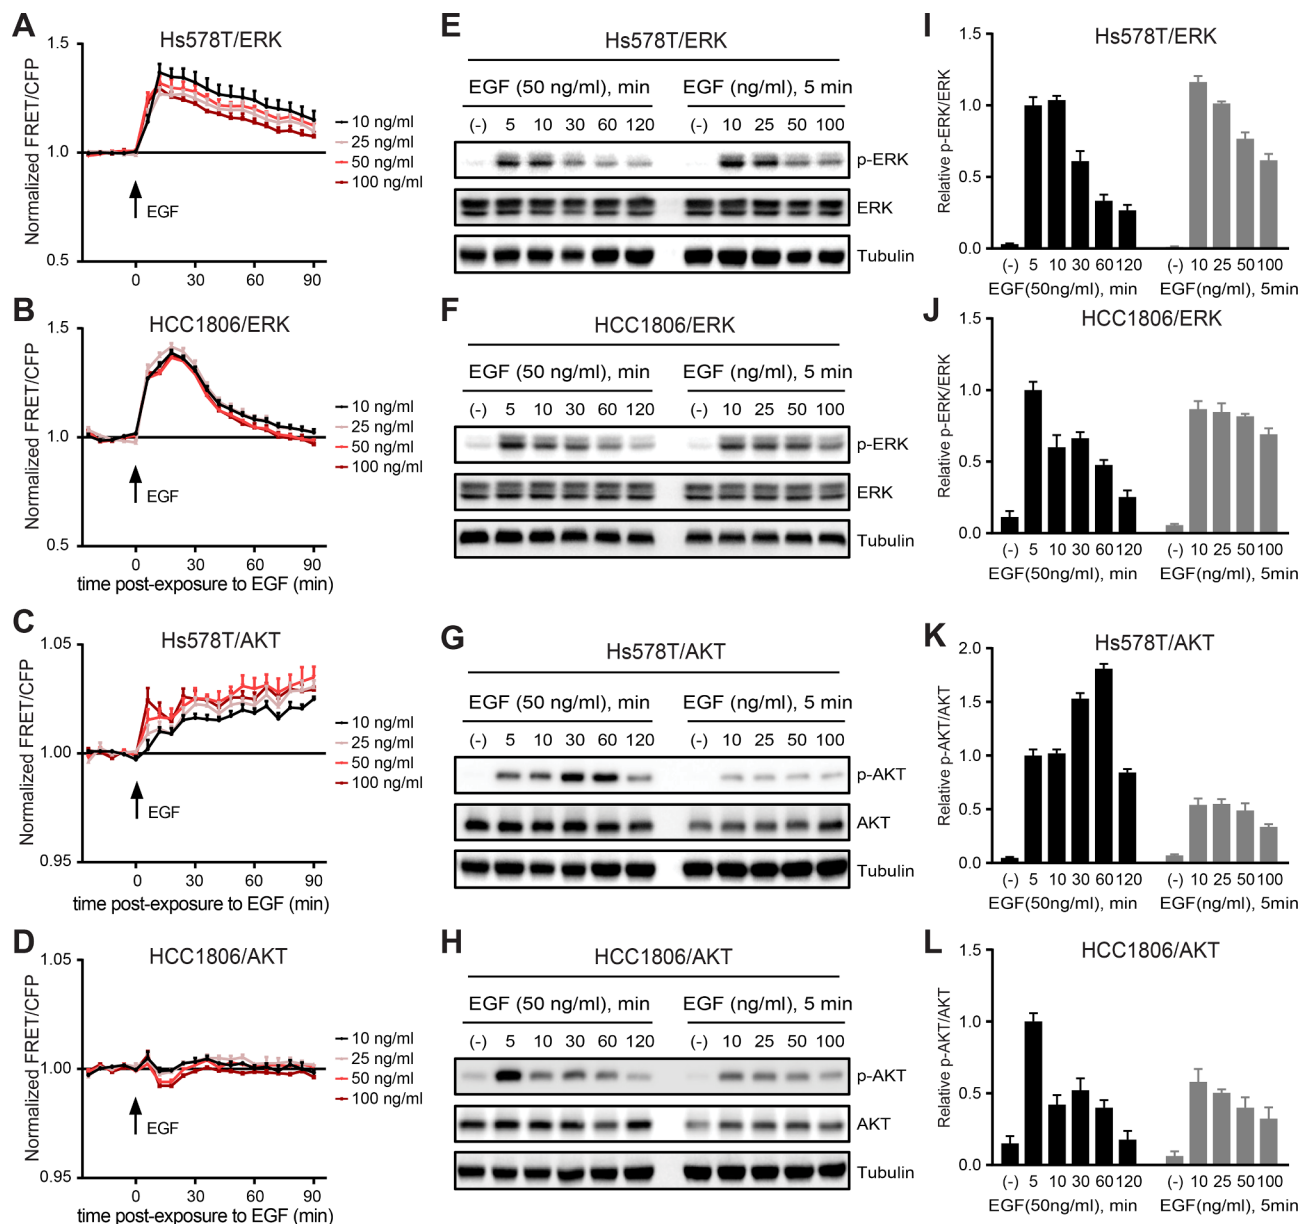 A
Hs578T/ERK
1.5
1.0
0.5
Normalized FRET/CFP
EGF
0 30 60 90
10 ng/ml
25 ng/ml
50 ng/ml
100 ng/ml
E
Hs578T/ERK
EGF (50 ng/ml), min EGF (ng/ml), 5 min
(-) 5 10 30 60 120 (-) 10 25 50 100
p-ERK
ERK
Tubulin
I
Hs578T/ERK
1.5
1.0
0.5
0.0
Relative p-ERK/ERK
(-) 5 10 30 60 120 (-) 10 25 50 100
EGF(50ng/ml), min EGF(ng/ml), 5min
B
HCC1806/ERK
1.5
1.0
0.5
Normalized FRET/CFP
EGF
0 30 60 90
time post-exposure to EGF (min)
10 ng/ml
25 ng/ml
50 ng/ml
100 ng/ml
F
HCC1806/ERK
EGF (50 ng/ml), min EGF (ng/ml), 5 min
(-) 5 10 30 60 120 (-) 10 25 50 100
p-ERK
ERK
Tubulin
J
HCC1806/ERK
1.5
1.0
0.5
0.0
Relative p-ERK/ERK
(-) 5 10 30 60 120 (-) 10 25 50 100
EGF(50ng/ml), min EGF(ng/ml), 5min
C
Hs578T/AKT
1.05
1.00
0.95
Normalized FRET/CFP
EGF
0 30 60 90
time post-exposure to EGF (min)
10 ng/ml
25 ng/ml
50 ng/ml
100 ng/ml
G
Hs578T/AKT
EGF (50 ng/ml), min EGF (ng/ml), 5 min
(-) 5 10 30 60 120 (-) 10 25 50 100
p-AKT
AKT
Tubulin
K
Hs578T/AKT
2.0
1.5
1.0
0.5
0.0
Relative p-AKT/AKT
(-) 5 10 30 60 120 (-) 10 25 50 100
EGF(50ng/ml), min EGF(ng/ml), 5min
D
HCC1806/AKT
1.05
1.00
0.95
Normalized FRET/CFP
EGF
0 30 60 90
time post-exposure to EGF (min)
10 ng/ml
25 ng/ml
50 ng/ml
100 ng/ml
H
HCC1806/AKT
EGF (50 ng/ml), min EGF (ng/ml), 5 min
(-) 5 10 30 60 120 (-) 10 25 50 100
p-AKT
AKT
Tubulin
L
HCC1806/AKT
1.5
1.0
0.5
0.0
Relative p-AKT/AKT
(-) 5 10 30 60 120 (-) 10 25 50 100
EGF(50ng/ml), min EGF(ng/ml), 5min